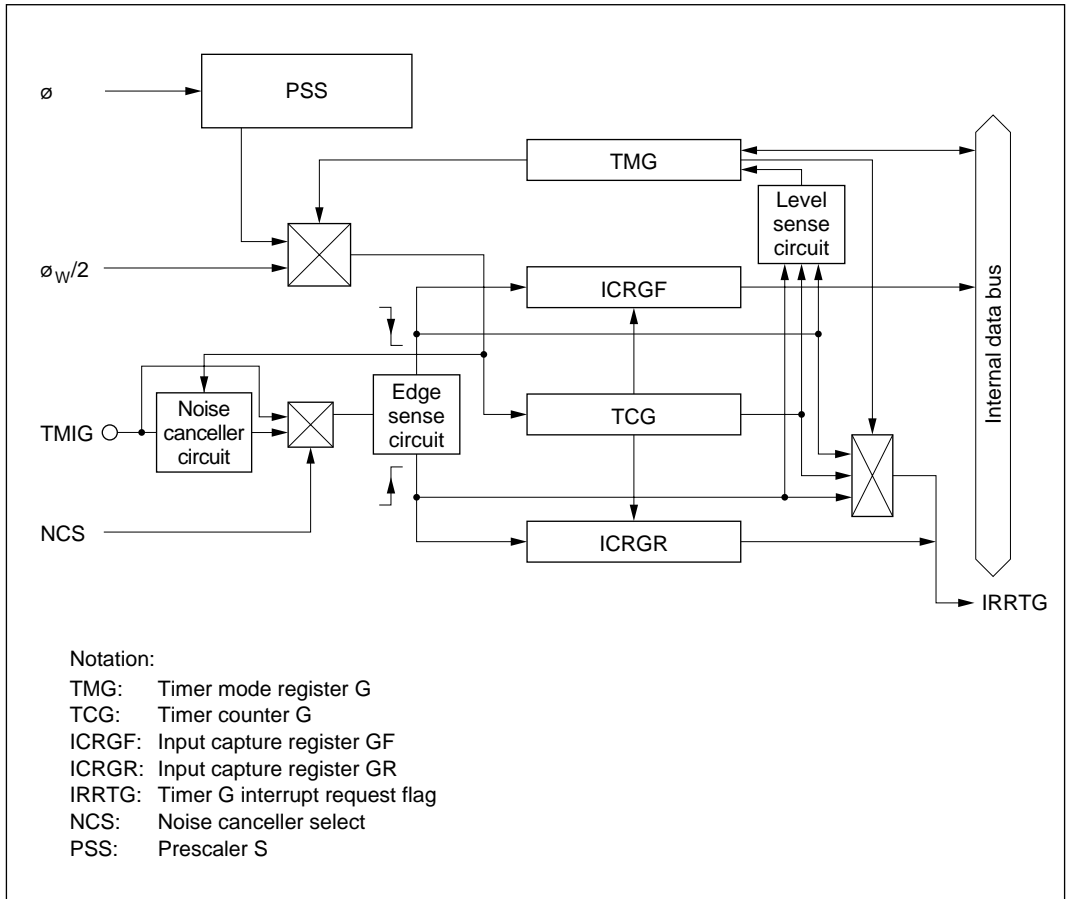 ø
PSS
TMG
Level
sense
circuit
øW/2
ICRGF
Internal data bus
Noise
canceller
circuit
Edge
sense
circuit
TCG
TMIG
NCS
ICRGR
IRRTG
Notation:
TMG: Timer mode register G
TCG: Timer counter G
ICRGF: Input capture register GF
ICRGR: Input capture register GR
IRRTG: Timer G interrupt request flag
NCS: Noise canceller select
PSS: Prescaler S